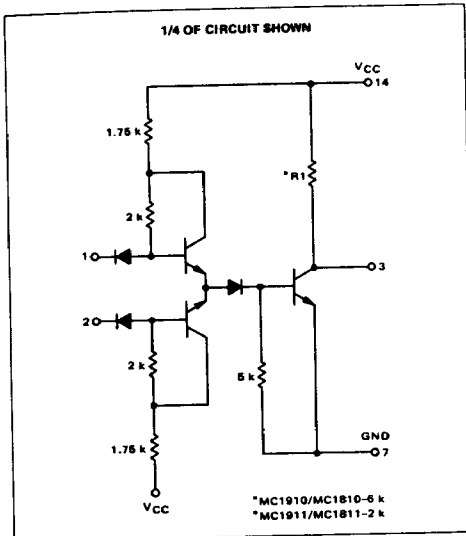 1/4 OF CIRCUIT SHOWN
VCC
14
1.75 k
*R1
2 k
1
3
2
2 k
5 k
GND
7
1.75 k
VCC
*MC1910/MC1810-6 k
*MC1911/MC1811-2 k